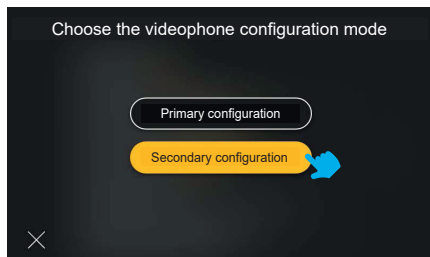 Choose the videophone configuration mode
Primary configuration
Secondary configuration